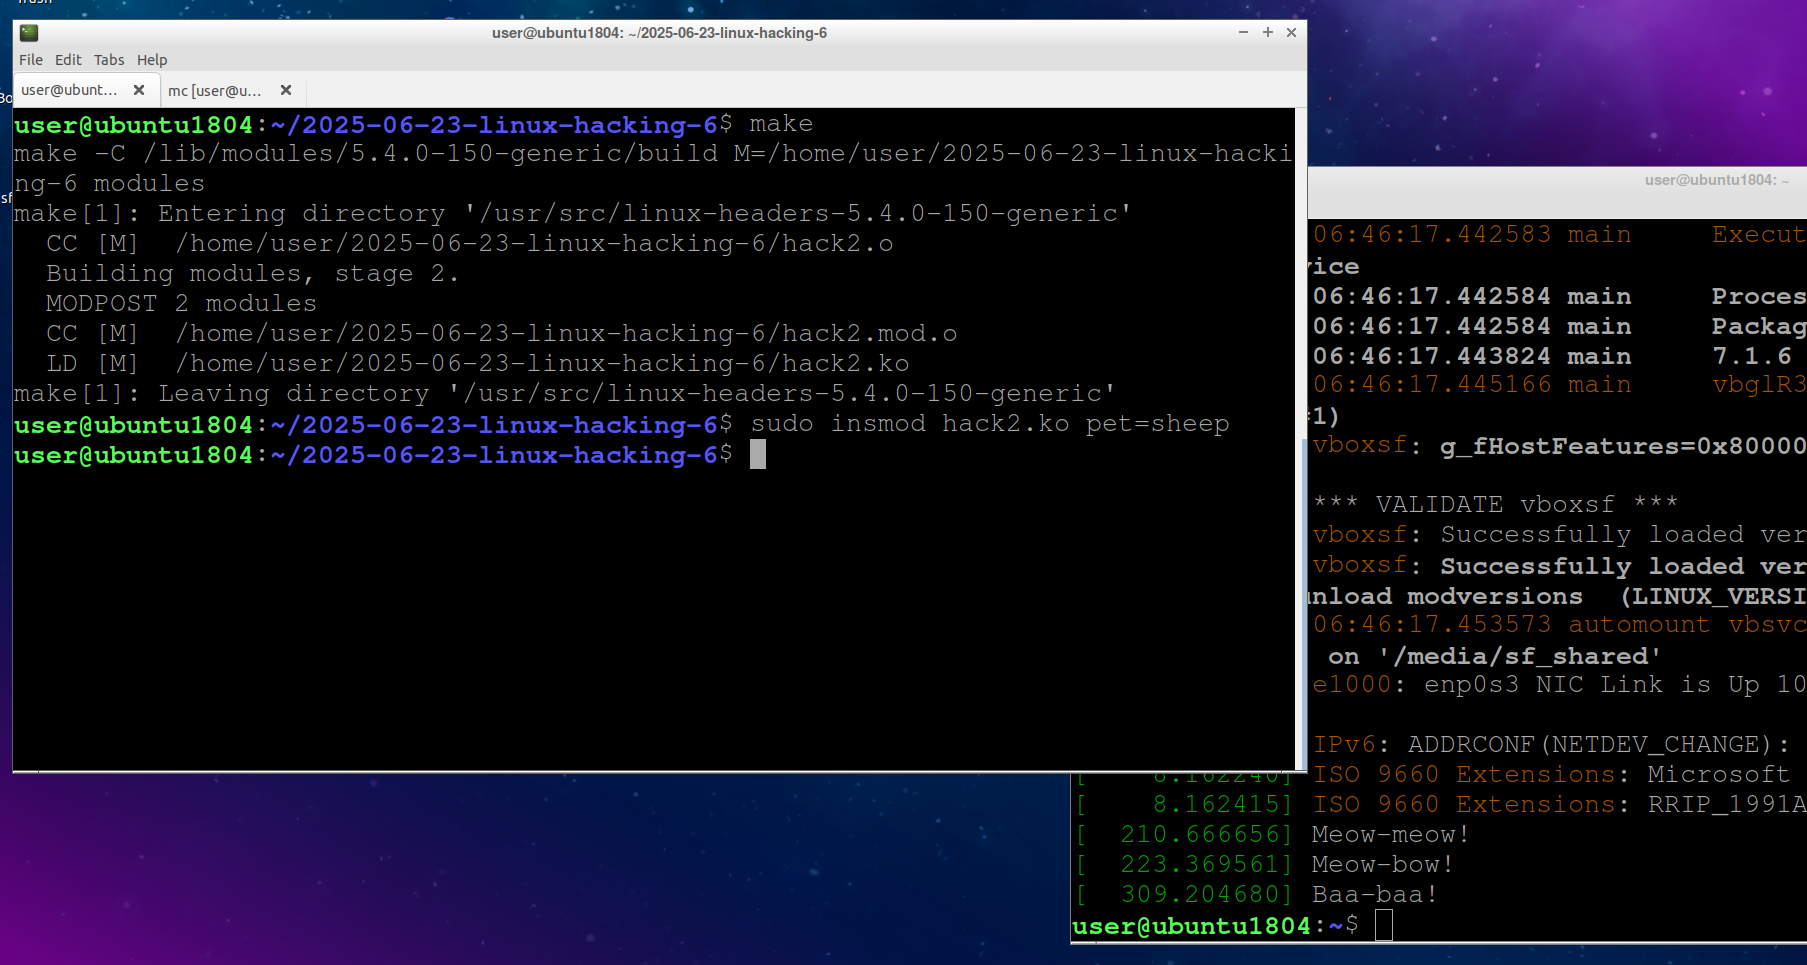 user@ubuntu1804: ~/2025-06-23-linux-hacking-6
File Edit Tabs Help
user@ubunt...
mc [user@u...
user@ubuntu1804:~/2025-06-23-linux-hacking-6$ make
make -C /lib/modules/5.4.0-150-generic/build M=/home/user/2025-06-23-linux-hacki
ng-6 modules
make[1]: Entering directory '/usr/src/linux-headers-5.4.0-150-generic'
CC [M] /home/user/2025-06-23-linux-hacking-6/hack2.o
Building modules, stage 2.
MODPOST 2 modules
CC [M] /home/user/2025-06-23-linux-hacking-6/hack2.mod.o
LD [M] /home/user/2025-06-23-linux-hacking-6/hack2.ko
make[1]: Leaving directory '/usr/src/linux-headers-5.4.0-150-generic'
user@ubuntu1804:~/2025-06-23-linux-hacking-6$ sudo insmod hack2.ko pet=sheep
user@ubuntu1804:~/2025-06-23-linux-hacking-6$
user@ubuntu1804: ~
06:46:17.442583 main Execut
vice
06:46:17.442584 main Proces
06:46:17.442584 main Packag
06:46:17.443824 main 7.1.6
06:46:17.445166 main vbglR3
1)
vboxsf: g_fHostFeatures=0x80000
*** VALIDATE vboxsf ***
vboxsf: Successfully loaded ver
vboxsf: Successfully loaded ver
nload modversions (LINUX_VERSI
06:46:17.453573 automount vbsvc
on '/media/sf_shared'
e1000: enp0s3 NIC Link is Up 10
IPv6: ADDRCONF(NETDEV_CHANGE):
[ 8.162240] ISO 9660 Extensions: Microsoft
[ 8.162415] ISO 9660 Extensions: RRIP_1991A
[ 210.666656] Meow-meow!
[ 223.369561] Meow-bow!
[ 309.204680] Baa-baa!
user@ubuntu1804:~$